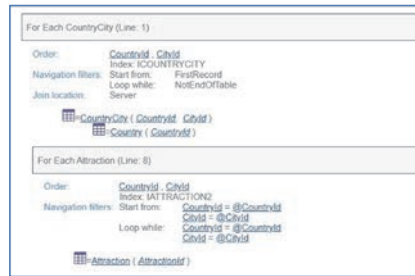 For Each CountryCity (Line: 1)
Order: CountryId , CityId
Index: ICOUNTRYCITY
Navigation filters: Start from: FirstRecord
Loop while: NotEndOfTable
Join location: Server
=CountryCity ( CountryId, CityId )
=Country ( CountryId )
For Each Attraction (Line: 8)
Order: CountryId , CityId
Index: IATTRACTION2
Navigation filters: Start from: CountryId = @CountryId
CityId = @CityId
Loop while: CountryId = @CountryId
CityId = @CityId
=Attraction ( AttractionId )